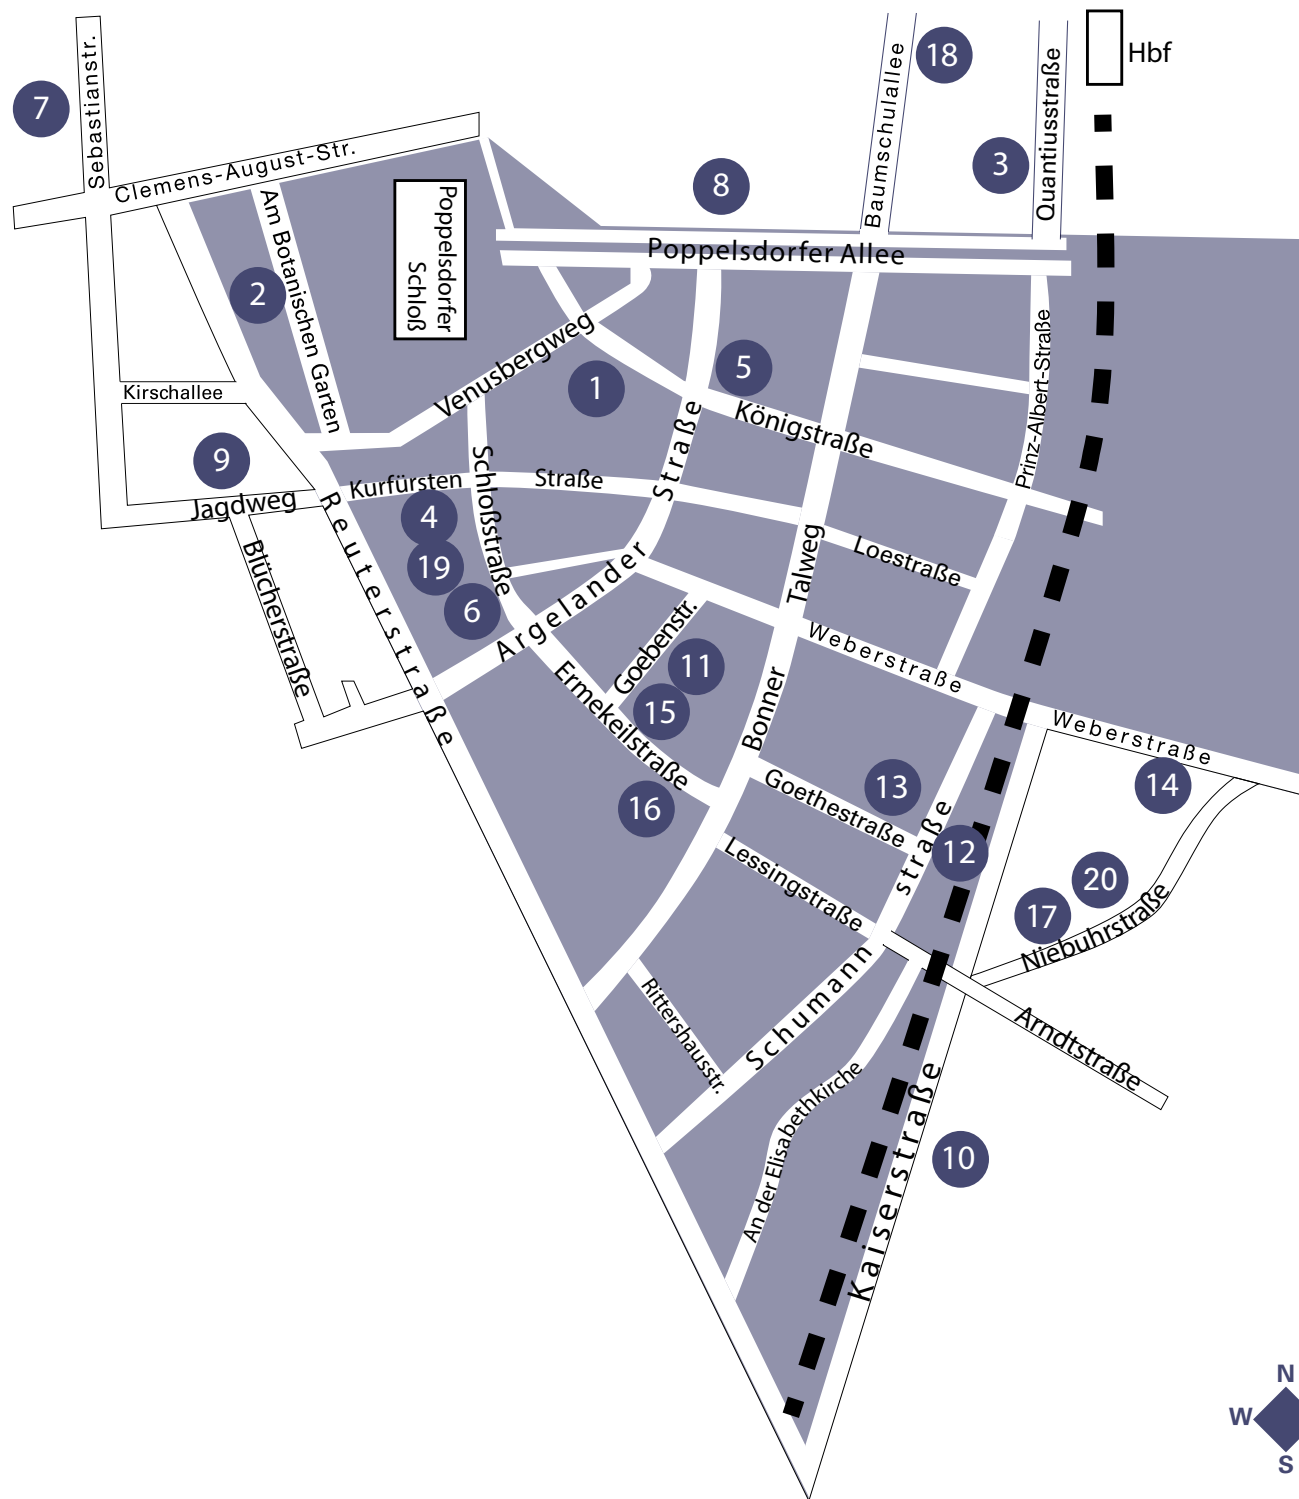 Hbf
18
Sebastianstr.
7
Baumschulallee
Quantiusstraße
3
Clemens-August-Str.
8
Poppelsdorfer
Schloß
Am Botanischen Garten
Poppelsdorfer Allee
2
Venusbergweg
Prinz-Albert-Straße
5
1
Kirschallee
Königstraße
9
Kurfürsten
Straße
Straße
Schloßstraße
Jagdweg
4
Reuterstraße
Loestraße
Talweg
19
Blücherstraße
6
Argelander
Goebenstr.
Weberstraße
11
Ermekeilstraße
15
Bonner
Weberstraße
14
13
Goethestraße
16
straße
12
Lessingstraße
20
17
Niebuhrstraße
Schumann
Rittershausstr.
Arndtstraße
An der Elisabethkirche
Kaiserstraße
10
N
W
S